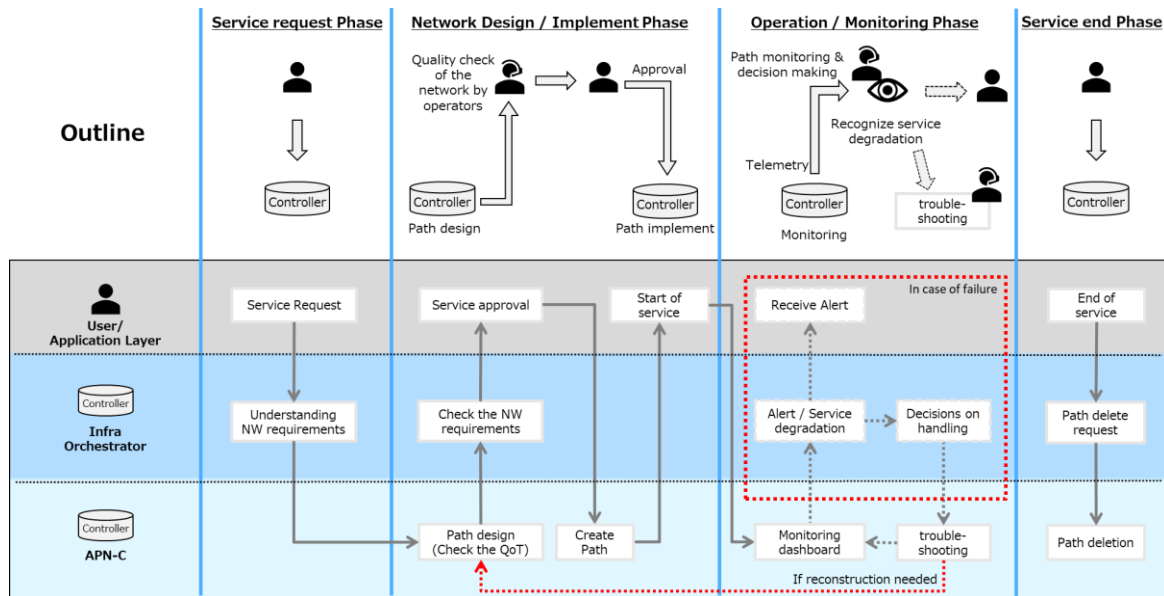 Service request Phase
Network Design / Implement Phase
Operation / Monitoring Phase
Service end Phase
Outline
Controller
Quality check
of the
network by
operators
Approval
Controller
Path design
Controller
Path implement
Path monitoring &
decision making
Recognize service
degradation
Telemetry
Controller
Monitoring
trouble-
shooting
Controller
User/
Application Layer
Service Request
Service approval
Start of
service
In case of failure
Receive Alert
End of
service
Controller
Infra
Orchestrator
Understanding
NW requirements
Check the NW
requirements
Alert / Service
degradation
Decisions on
handling
Path delete
request
Controller
APN-C
Path design
(Check the QoT)
Create
Path
Monitoring
dashboard
trouble-
shooting
Path deletion
If reconstruction needed